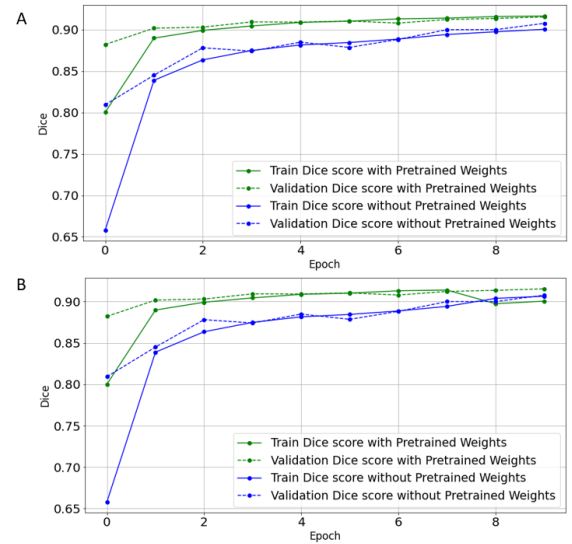 A
0.90
0.85
0.80
0.75
0.70
0.65
Dice
Train Dice score with Pretrained Weights
Validation Dice score with Pretrained Weights
Train Dice score without Pretrained Weights
Validation Dice score without Pretrained Weights
0 2 4 6 8
Epoch
B
0.90
0.85
0.80
0.75
0.70
0.65
Dice
Train Dice score with Pretrained Weights
Validation Dice score with Pretrained Weights
Train Dice score without Pretrained Weights
Validation Dice score without Pretrained Weights
0 2 4 6 8
Epoch